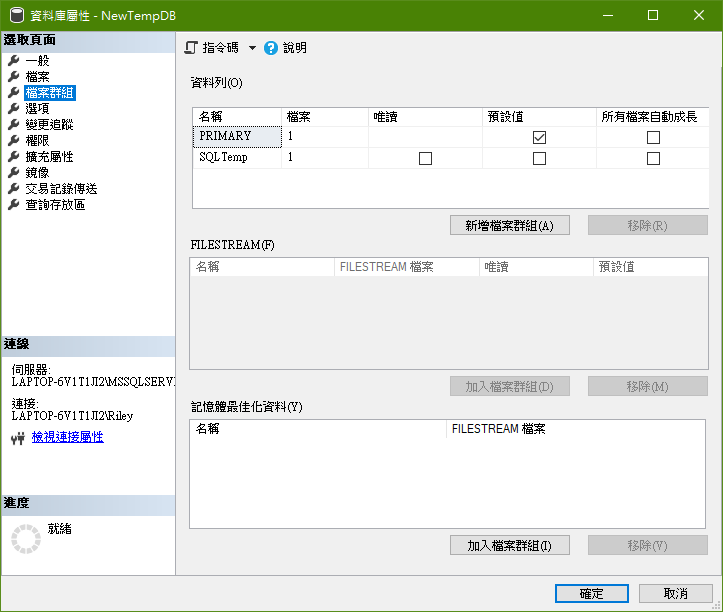 資料庫屬性 - NewTempDB
選取頁面
一般
檔案
檔案群組
選項
變更追蹤
權限
擴充屬性
鏡像
交易記錄傳送
查詢存放區
連線
伺服器:
LAPTOP-6V1T1JI2\MSSQLSERV
連接:
LAPTOP-6V1T1JI2\Riley
檢視連接屬性
進度
就緒
指令碼 說明
資料列(O)
名稱 檔案 唯讀 預設值 所有檔案自動成長
PRIMARY 1
SQLTemp 1
新增檔案群組(A) 移除(R)
FILESTREAM(F)
名稱 FILESTREAM 檔案 唯讀 預設值
加入檔案群組(D) 移除(M)
記憶體最佳化資料(Y)
名稱 FILESTREAM 檔案
加入檔案群組(I) 移除(V)
確定 取消